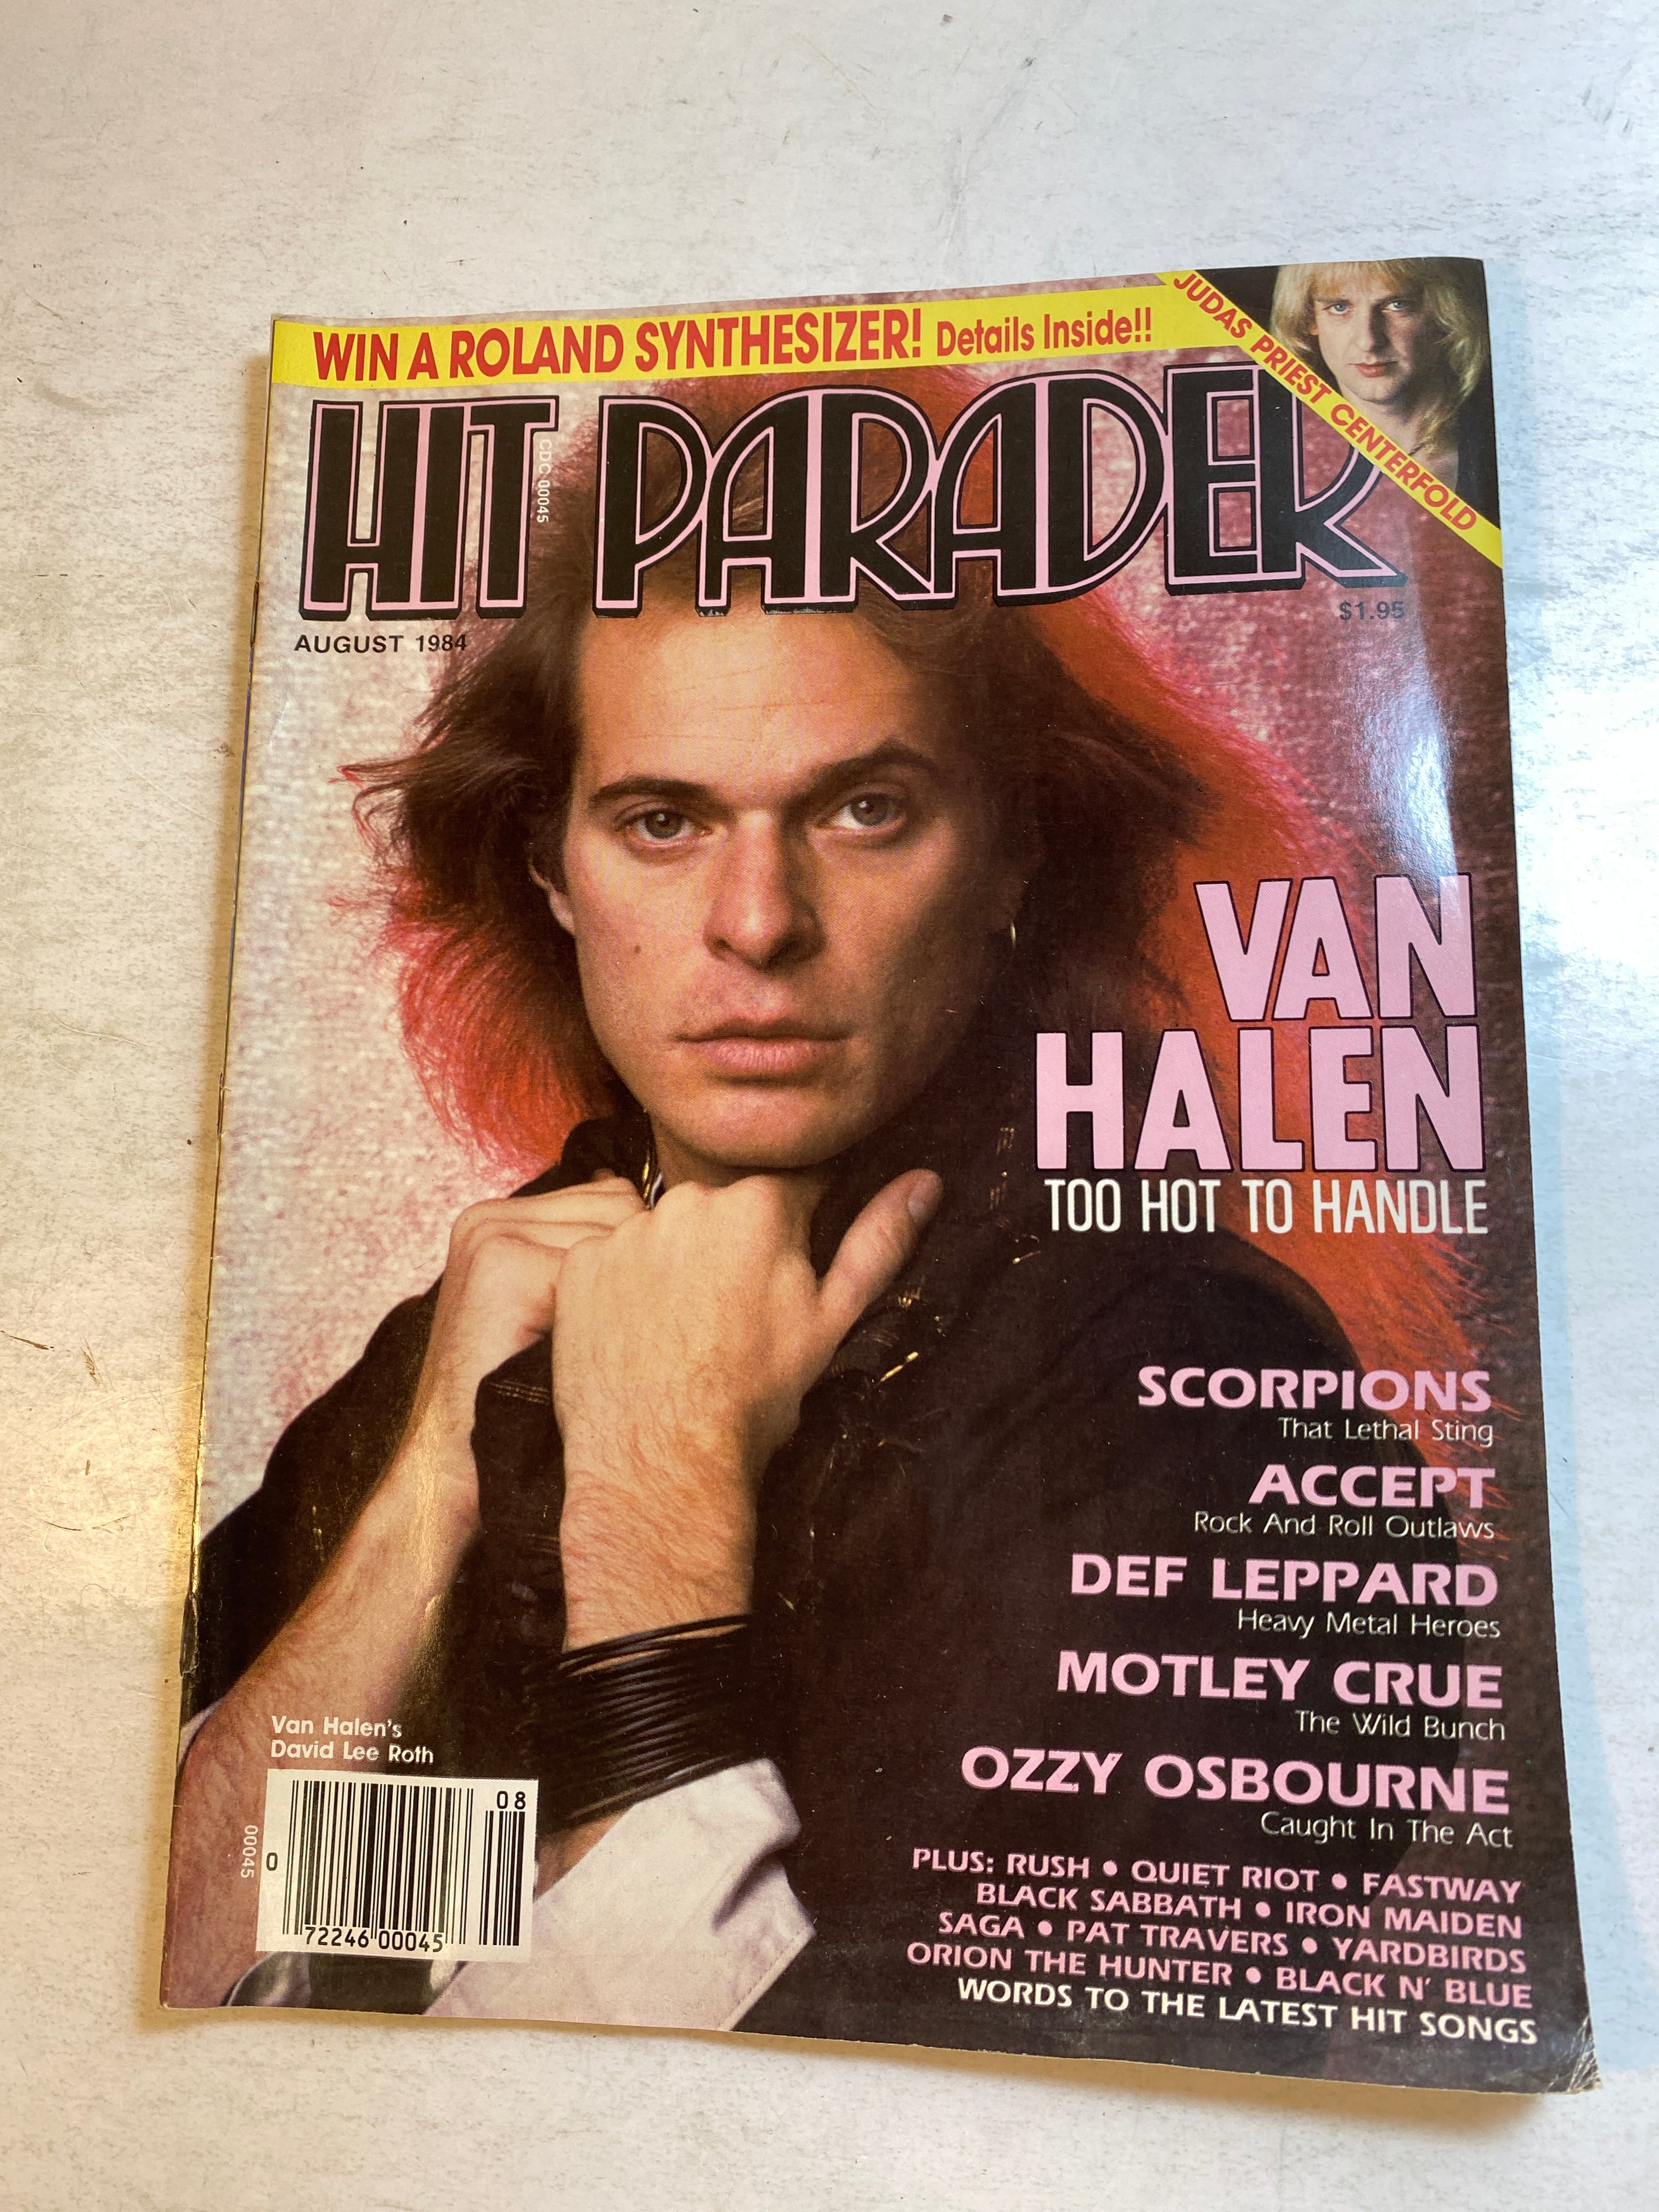 WIN A ROLAND SYNTHESIZER! Details Inside!!
JUDAS PRIEST CENTERFOLD
HIT PARADER
CDC 00045
$1.95
AUGUST 1984
VAN
HALEN
TOO HOT TO HANDLE
SCORPIONS
That Lethal Sting
ACCEPT
Rock And Roll Outlaws
DEF LEPPARD
Heavy Metal Heroes
MOTLEY CRUE
The Wild Bunch
OZZY OSBOURNE
Caught In The Act
PLUS: RUSH • QUIET RIOT • FASTWAY
BLACK SABBATH • IRON MAIDEN
SAGA • PAT TRAVERS • YARDBIRDS
ORION THE HUNTER • BLACK N' BLUE
WORDS TO THE LATEST HIT SONGS
Van Halen's
David Lee Roth
00045
08
0
72246 00045